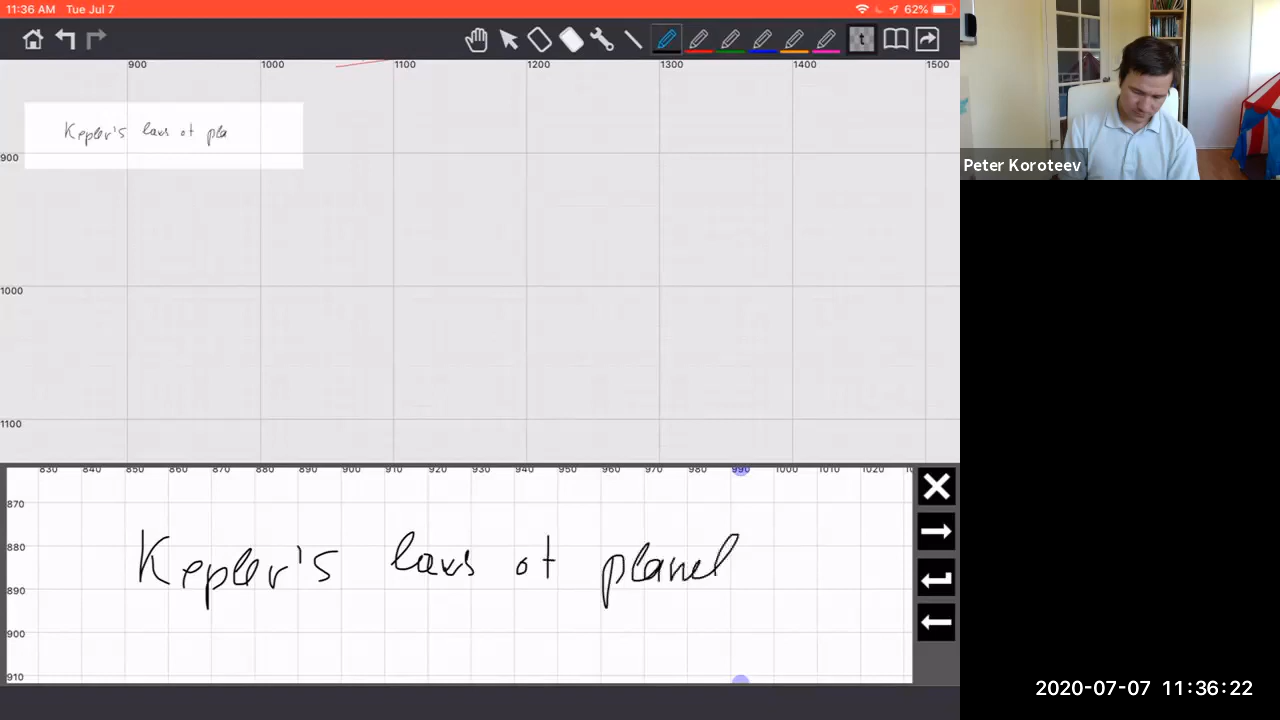 11:36 AM Tue Jul 7 62%
900 1000 1100 1200 1300 1400 1500
Kepler's laws of pla
900
1000
1100
830 840 850 860 870 880 890 900 910 920 930 940 950 960 970 980 990 1000 1010 1020
870
880
Kepler's laws of planet
890
900
910
Peter Koroteev
2020-07-07 11:36:22